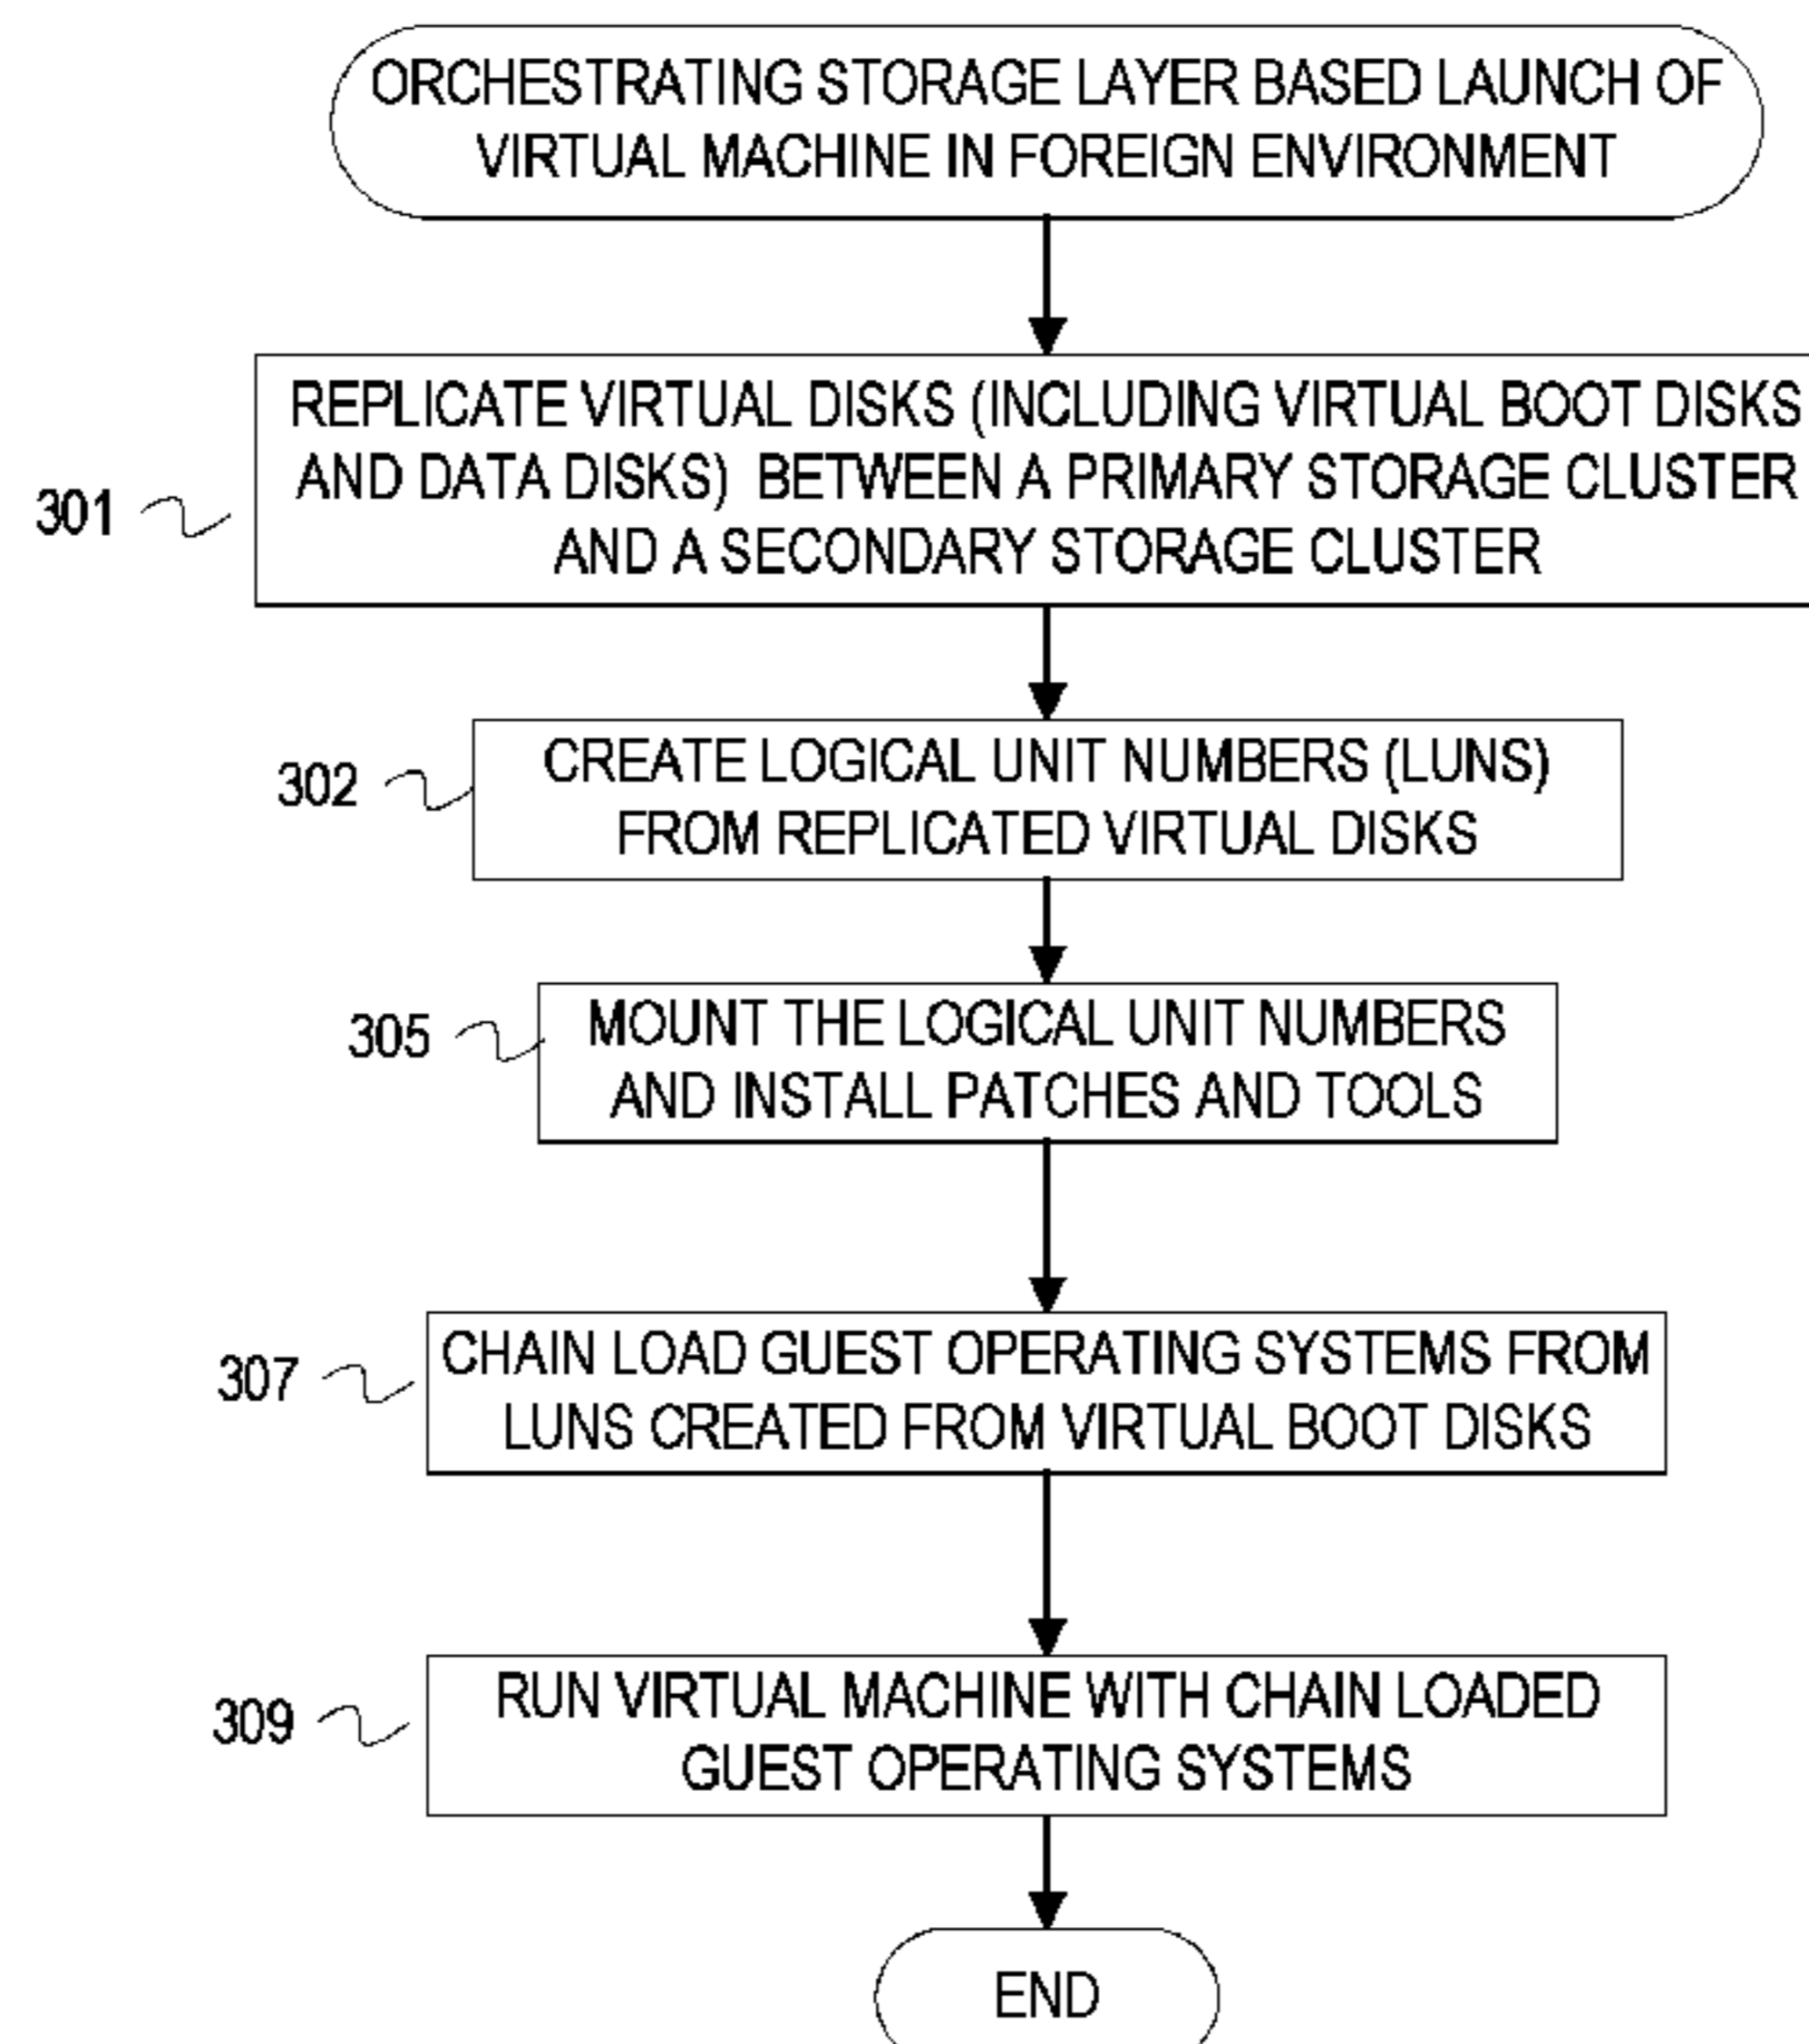 ORCHESTRATING STORAGE LAYER BASED LAUNCH OF
VIRTUAL MACHINE IN FOREIGN ENVIRONMENT
REPLICATE VIRTUAL DISKS (INCLUDING VIRTUAL BOOT DISKS
AND DATA DISKS) BETWEEN A PRIMARY STORAGE CLUSTER
AND A SECONDARY STORAGE CLUSTER
301
CREATE LOGICAL UNIT NUMBERS (LUNS)
FROM REPLICATED VIRTUAL DISKS
302
MOUNT THE LOGICAL UNIT NUMBERS
AND INSTALL PATCHES AND TOOLS
305
CHAIN LOAD GUEST OPERATING SYSTEMS FROM
LUNS CREATED FROM VIRTUAL BOOT DISKS
307
RUN VIRTUAL MACHINE WITH CHAIN LOADED
GUEST OPERATING SYSTEMS
309
END